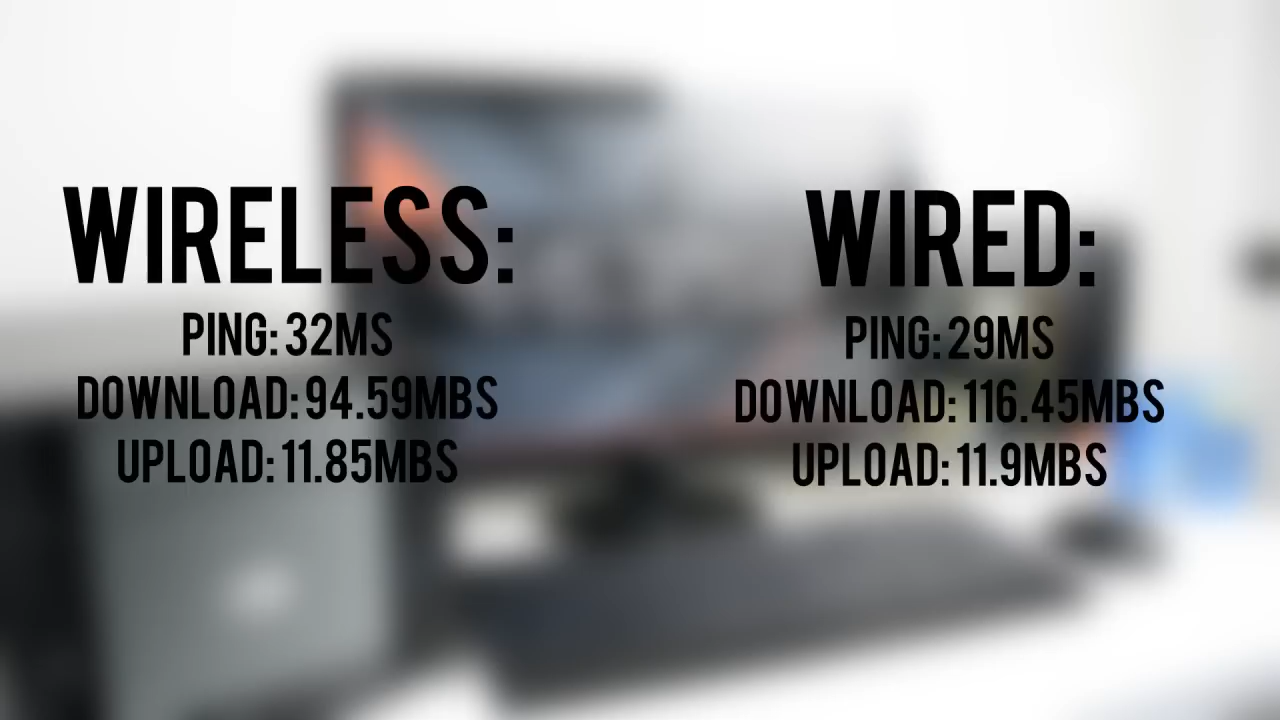 WIRELESS:
PING: 32MS
DOWNLOAD: 94.59MBS
UPLOAD: 11.85MBS
WIRED:
PING: 29MS
DOWNLOAD: 116.45MBS
UPLOAD: 11.9MBS